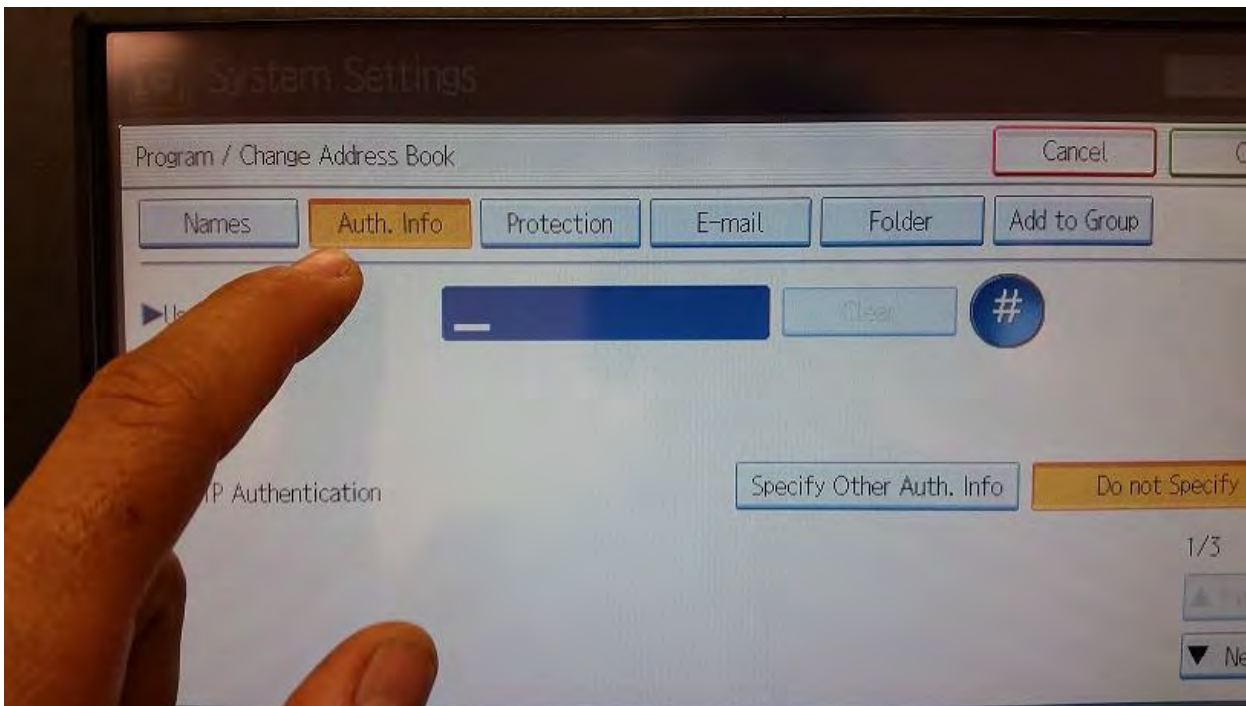 System Settings
Program / Change Address Book Cancel
Names Auth. Info Protection E-mail Folder Add to Group
Clear #
Authentication Specify Other Auth. Info Do not Specify
1/3